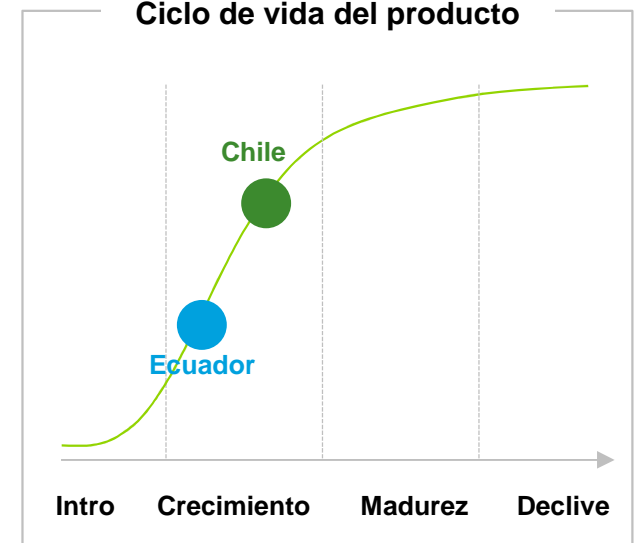 Ciclo de vida del producto
Chile
Ecuador
Intro Crecimiento Madurez Declive